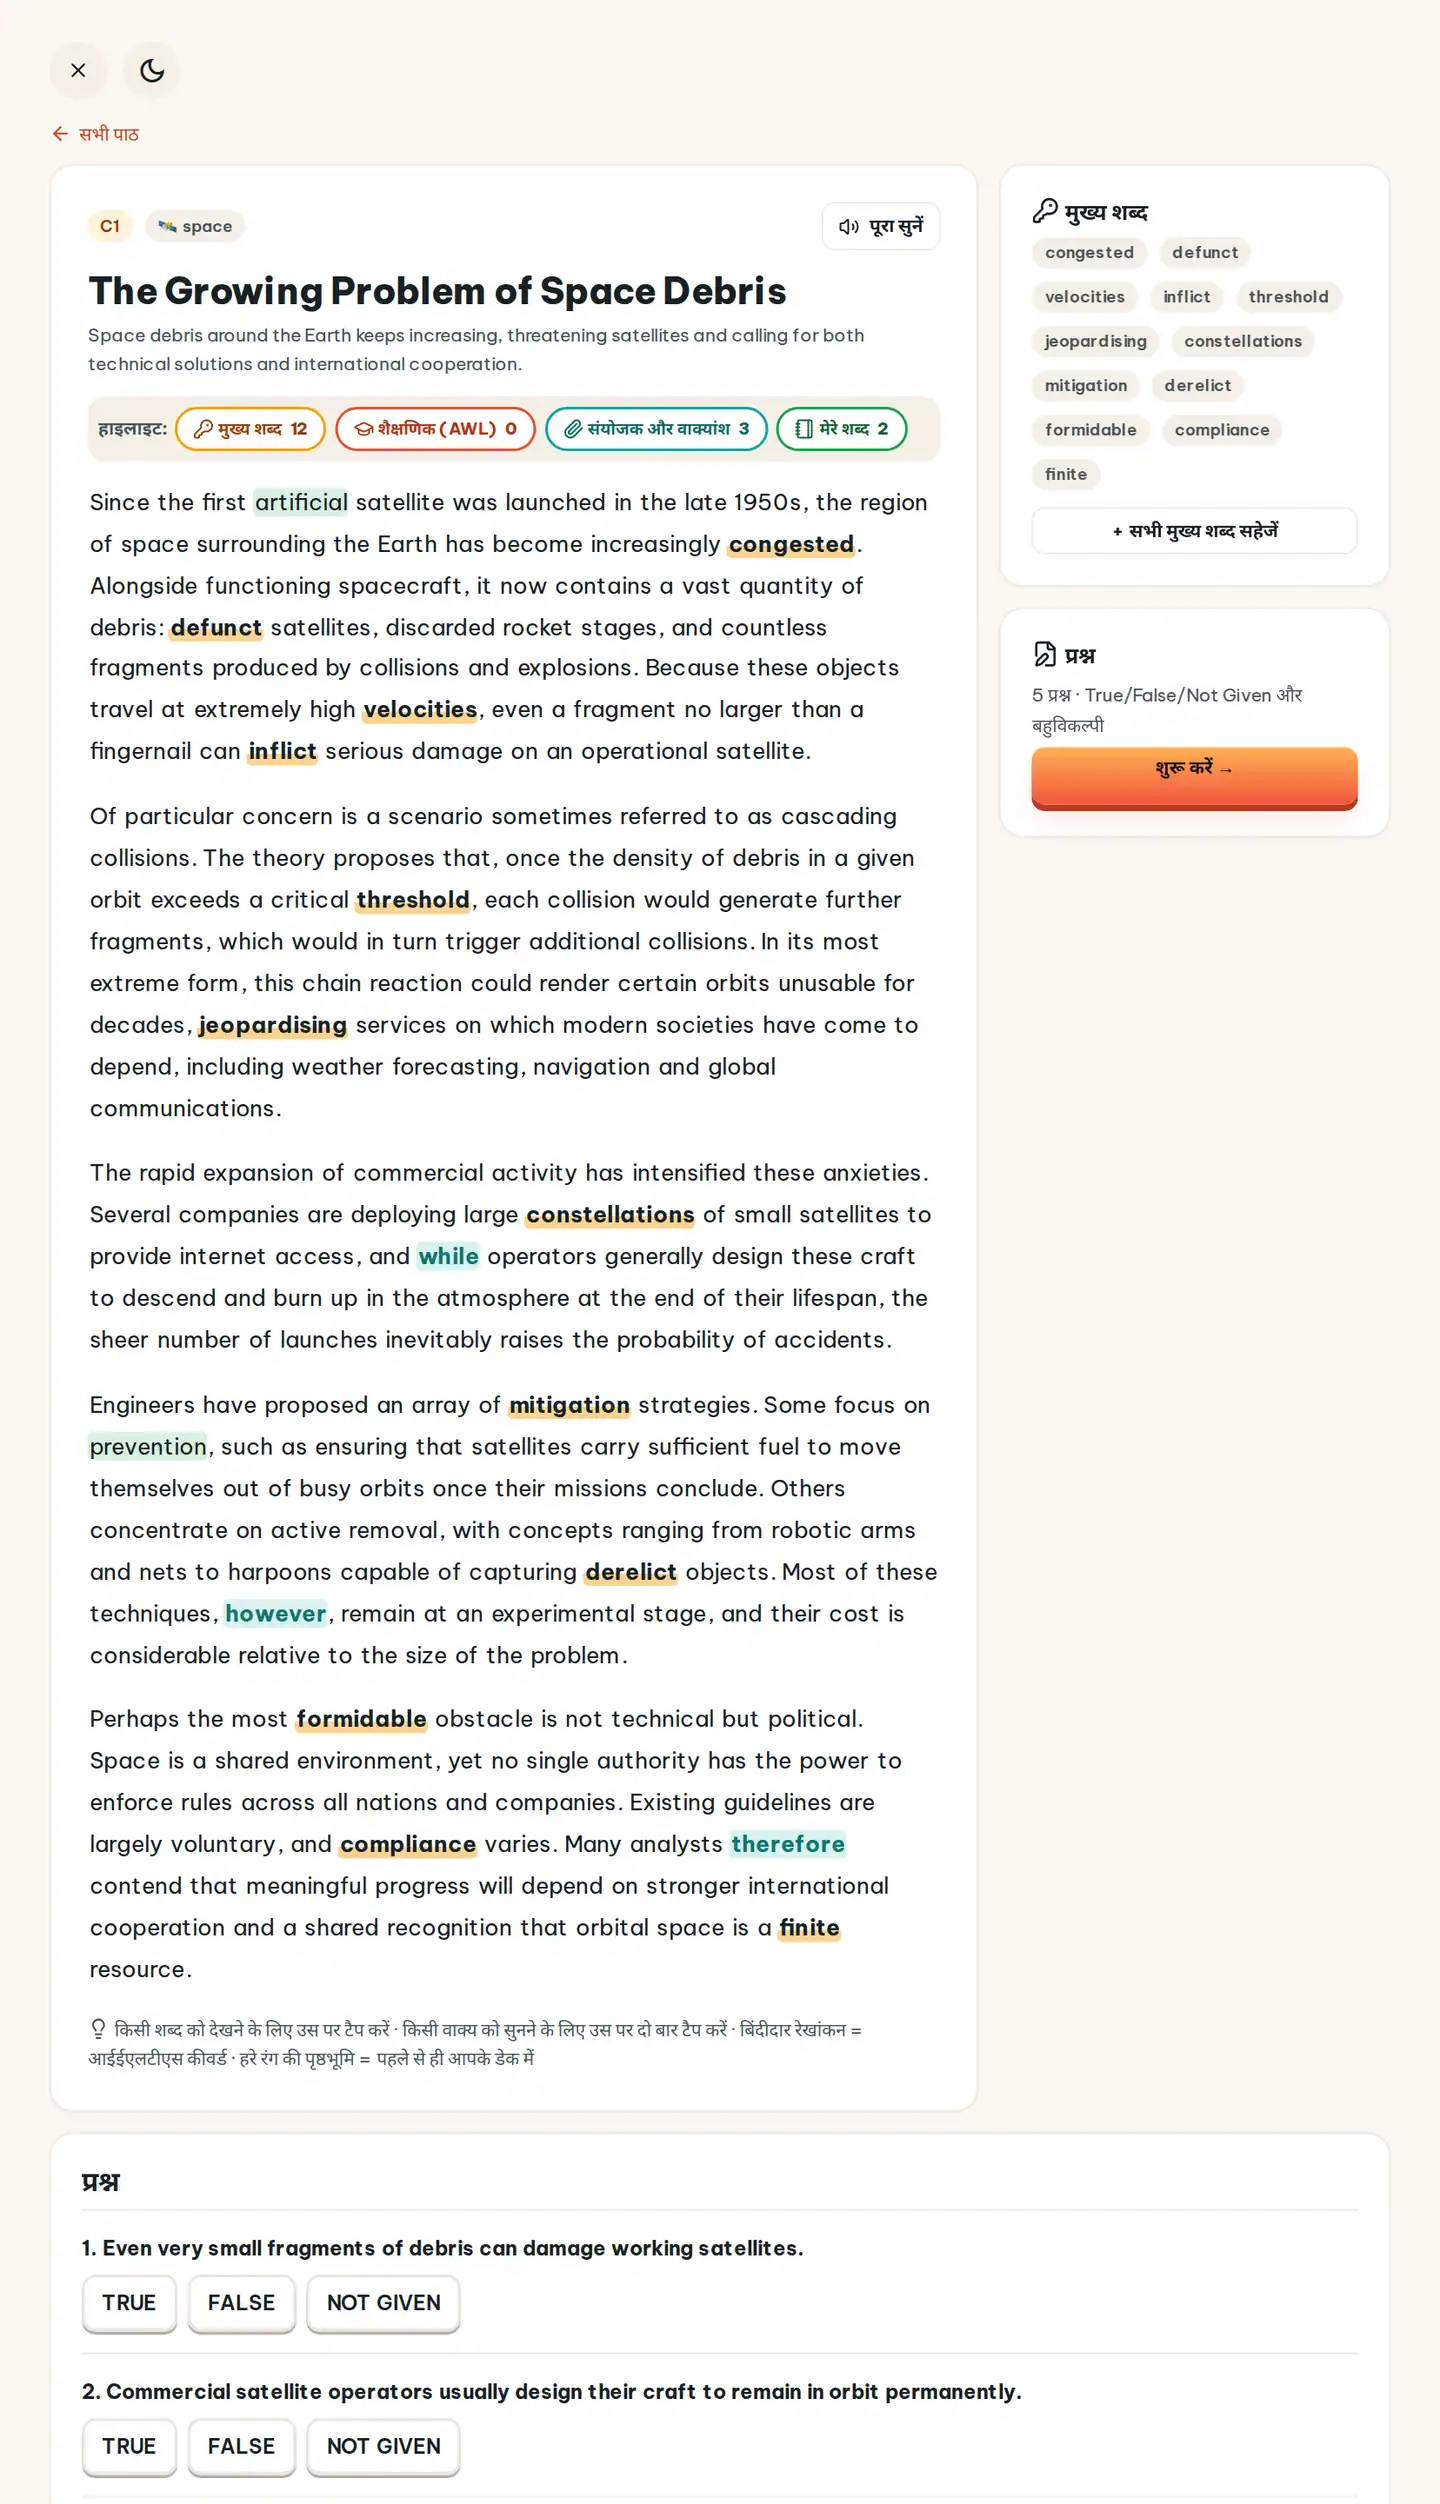 सभी पाठ
C1
space
पूरा सुनें
The Growing Problem of Space Debris
Space debris around the Earth keeps increasing, threatening satellites and calling for both
technical solutions and international cooperation.
हाइलाइट:
मुख्य शब्द 12
शैक्षणिक (AWL) 0
संयोजक और वाक्यांश 3
मेरे शब्द 2
Since the first artificial satellite was launched in the late 1950s, the region
of space surrounding the Earth has become increasingly congested.
Alongside functioning spacecraft, it now contains a vast quantity of
debris: defunct satellites, discarded rocket stages, and countless
fragments produced by collisions and explosions. Because these objects
travel at extremely high velocities, even a fragment no larger than a
fingernail can inflict serious damage on an operational satellite.
Of particular concern is a scenario sometimes referred to as cascading
collisions. The theory proposes that, once the density of debris in a given
orbit exceeds a critical threshold, each collision would generate further
fragments, which would in turn trigger additional collisions. In its most
extreme form, this chain reaction could render certain orbits unusable for
decades, jeopardising services on which modern societies have come to
depend, including weather forecasting, navigation and global
communications.
The rapid expansion of commercial activity has intensified these anxieties.
Several companies are deploying large constellations of small satellites to
provide internet access, and while operators generally design these craft
to descend and burn up in the atmosphere at the end of their lifespan, the
sheer number of launches inevitably raises the probability of accidents.
Engineers have proposed an array of mitigation strategies. Some focus on
prevention, such as ensuring that satellites carry sufficient fuel to move
themselves out of busy orbits once their missions conclude. Others
concentrate on active removal, with concepts ranging from robotic arms
and nets to harpoons capable of capturing derelict objects. Most of these
techniques, however, remain at an experimental stage, and their cost is
considerable relative to the size of the problem.
Perhaps the most formidable obstacle is not technical but political.
Space is a shared environment, yet no single authority has the power to
enforce rules across all nations and companies. Existing guidelines are
largely voluntary, and compliance varies. Many analysts therefore
contend that meaningful progress will depend on stronger international
cooperation and a shared recognition that orbital space is a finite
resource.
किसी शब्द को देखने के लिए उस पर टैप करें · किसी वाक्य को सुनने के लिए उस पर दो बार टैप करें · बिंदीदार रेखांकन =
आईईएलटीएस कीवर्ड · हरे रंग की पृष्ठभूमि = पहले से ही आपके डेक में
मुख्य शब्द
congested defunct
velocities inflict threshold
jeopardising constellations
mitigation derelict
formidable compliance
finite
+ सभी मुख्य शब्द सहेजें
प्रश्न
5 प्रश्न · True/False/Not Given और
बहुविकल्पी
शुरू करें →
प्रश्न
1. Even very small fragments of debris can damage working satellites.
TRUE FALSE NOT GIVEN
2. Commercial satellite operators usually design their craft to remain in orbit permanently.
TRUE FALSE NOT GIVEN